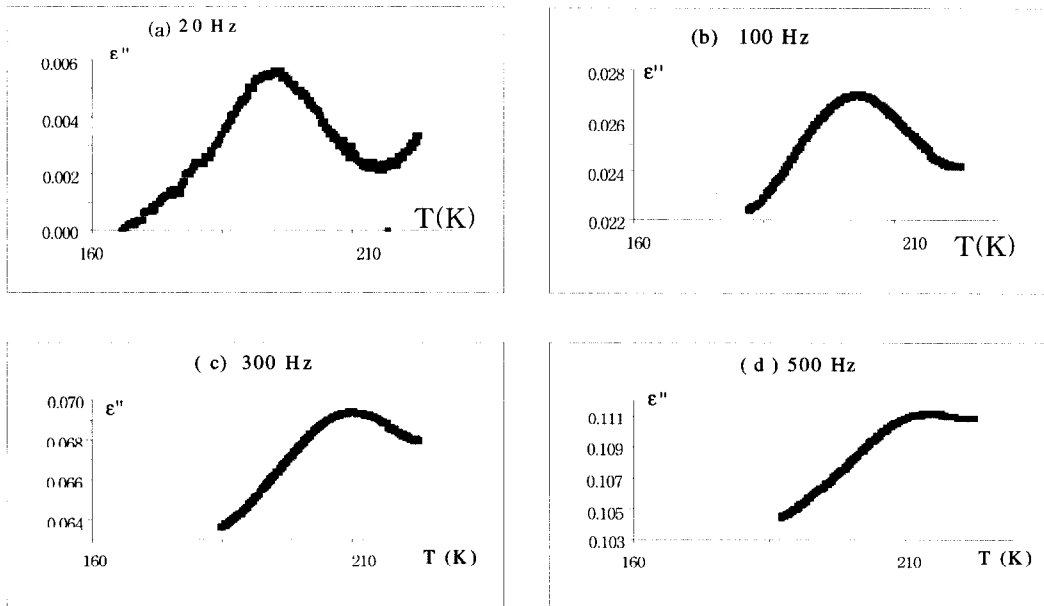 (a) 20 Hz
ε"
0.006
0.004
0.002
0.000
160
210
T(K)
(b) 100 Hz
ε"
0.028
0.026
0.024
0.022
160
210
T(K)
( c) 300 Hz
ε"
0.070
0.068
0.066
0.064
160
210
T (K)
( d ) 500 Hz
ε"
0.111
0.109
0.107
0.105
0.103
160
210
T (K)